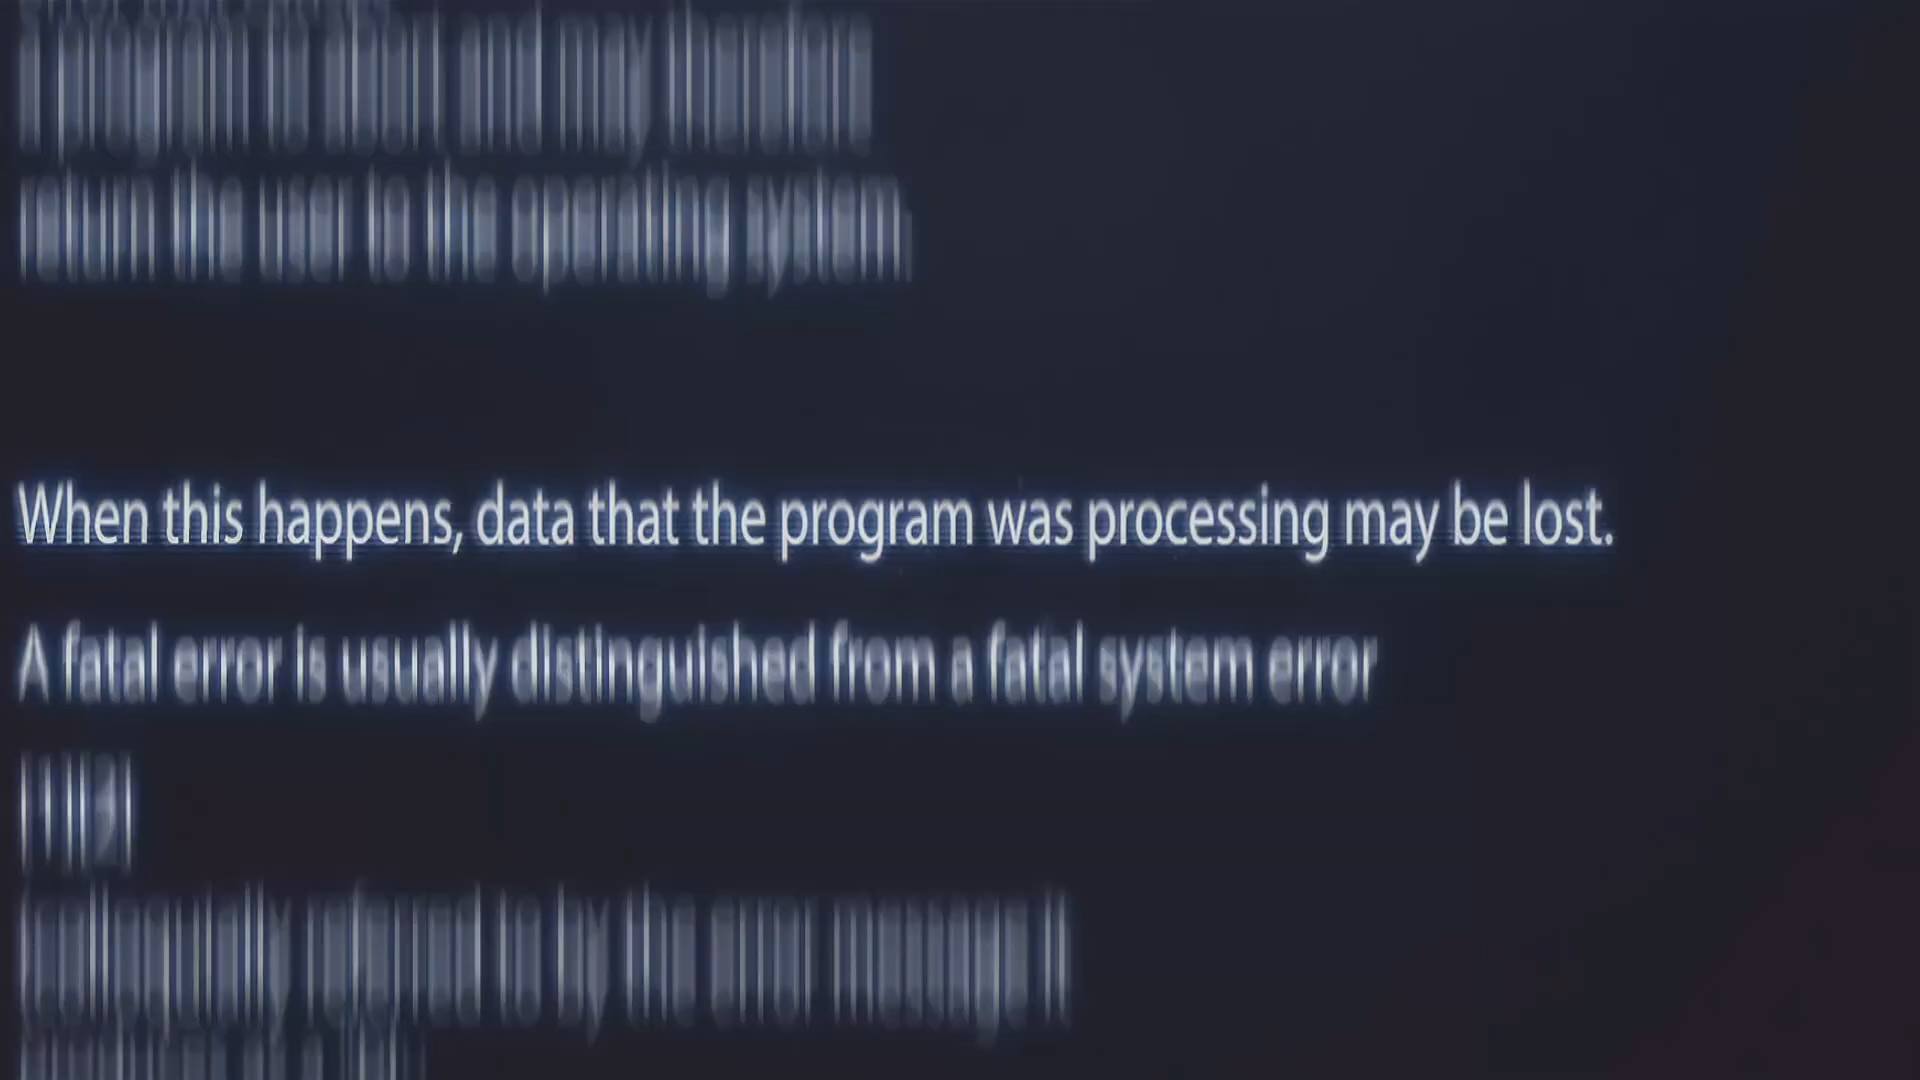 program to abort and may therefore
return the user to the operating system.
When this happens, data that the program was processing may be lost.
A fatal error is usually distinguished from a fatal system error
colloquially referred to by the error message it